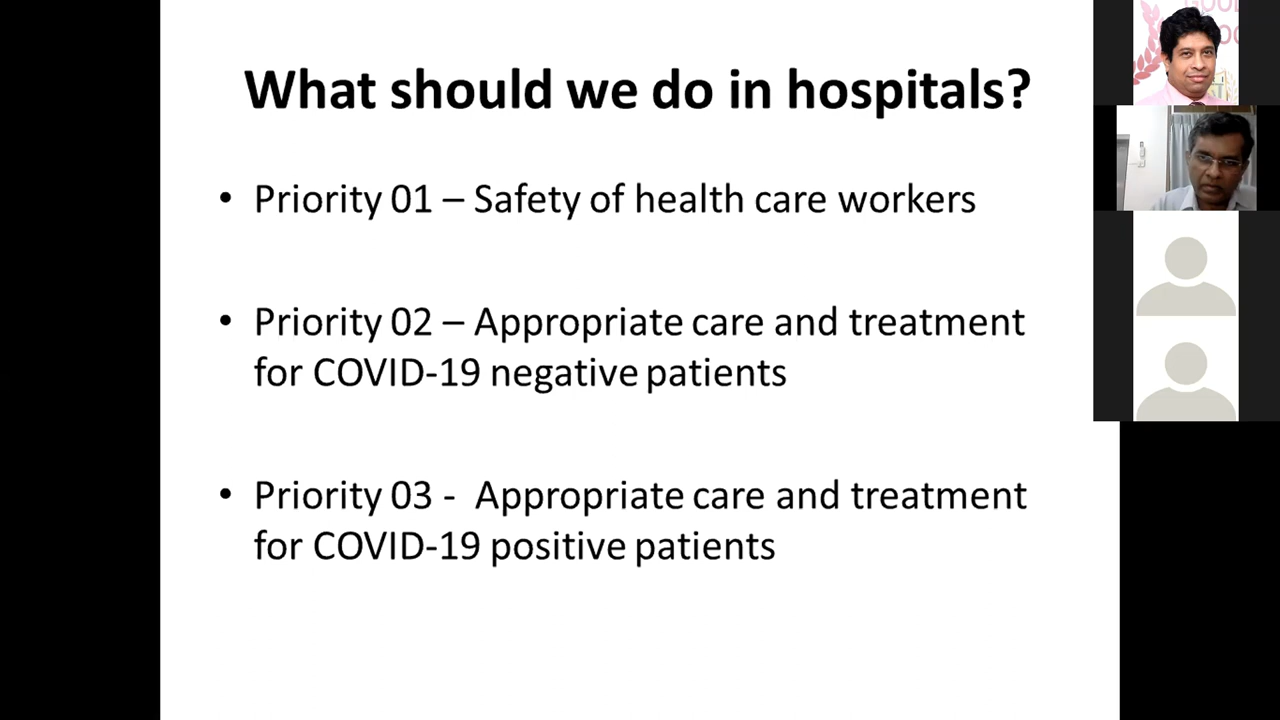 What should we do in hospitals?
• Priority 01 – Safety of health care workers
• Priority 02 – Appropriate care and treatment
for COVID-19 negative patients
• Priority 03 - Appropriate care and treatment
for COVID-19 positive patients